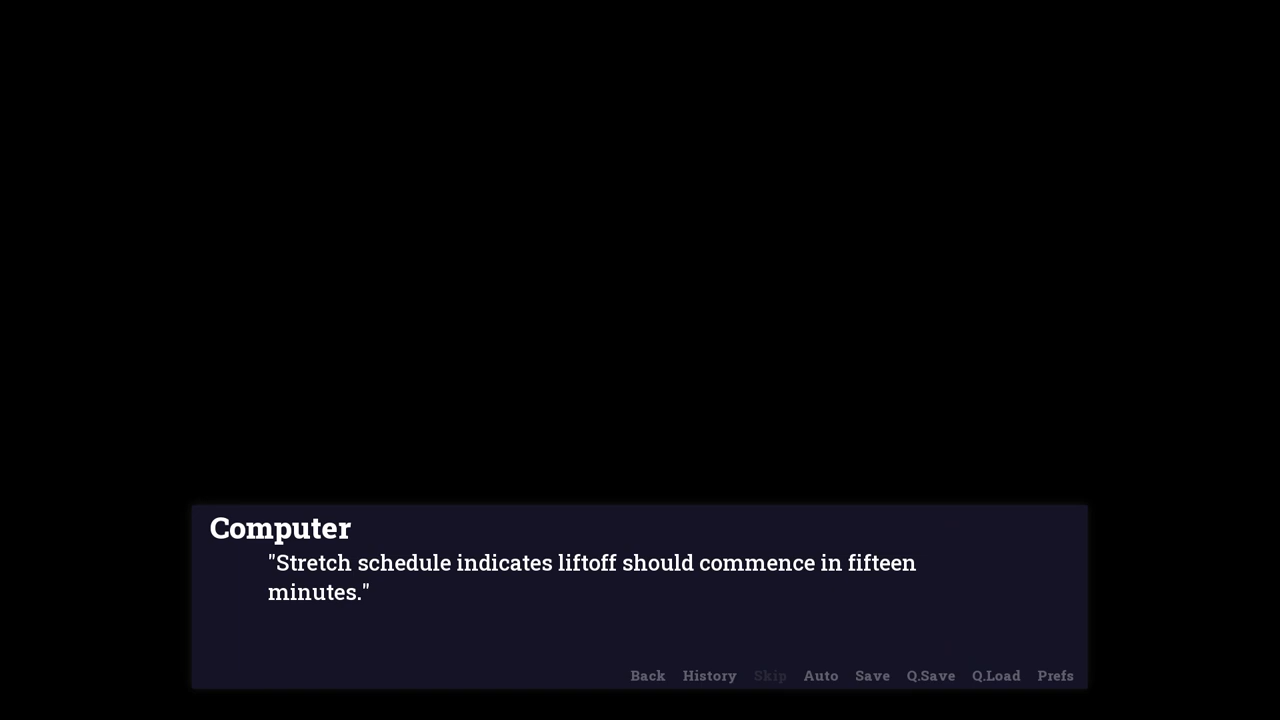 Computer
"Stretch schedule indicates liftoff should commence in fifteen
minutes."
Back History Skip Auto Save Q.Save Q.Load Prefs